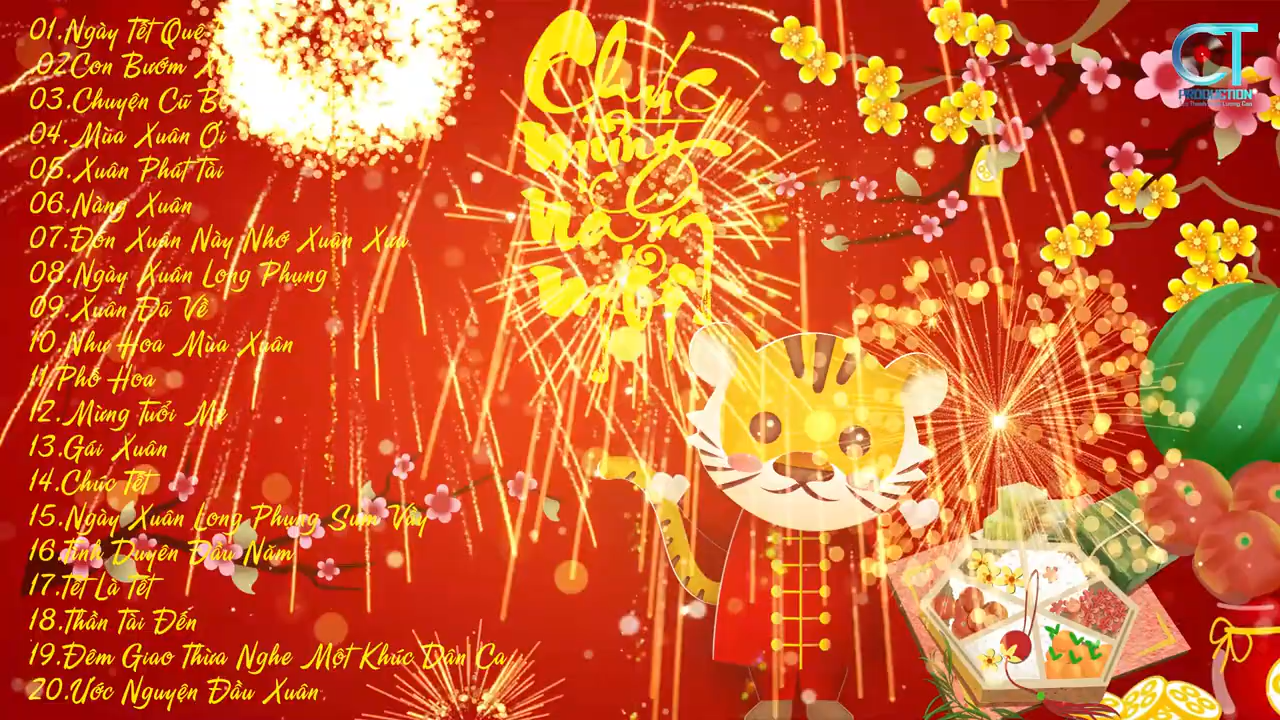 01.Ngày Tết Quê
02.Con Bướm Xu
03.Chuyện Cũ Bỏ
04.Mùa Xuân Ơi
05.Xuân Phát Tài
06.Nàng Xuân
07.Đón Xuân Này Nhớ Xuân Xưa
08.Ngày Xuân Long Phụng
09.Xuân Đã Về
10.Như Hoa Mùa Xuân
11.Phố Hoa
12.Mừng Tuổi Mẹ
13.Gái Xuân
14.Chúc Tết
15.Ngày Xuân Long Phụng Sum Vầy
16.Tình Duyên Đầu Năm
17.Tết Là Tết
18.Thần Tài Đến
19.Đêm Giao Thừa Nghe Một Khúc Dân Ca
20.Ước Nguyện Đầu Xuân
Chúc
mừng
năm
mới
CT
PRODUCTION